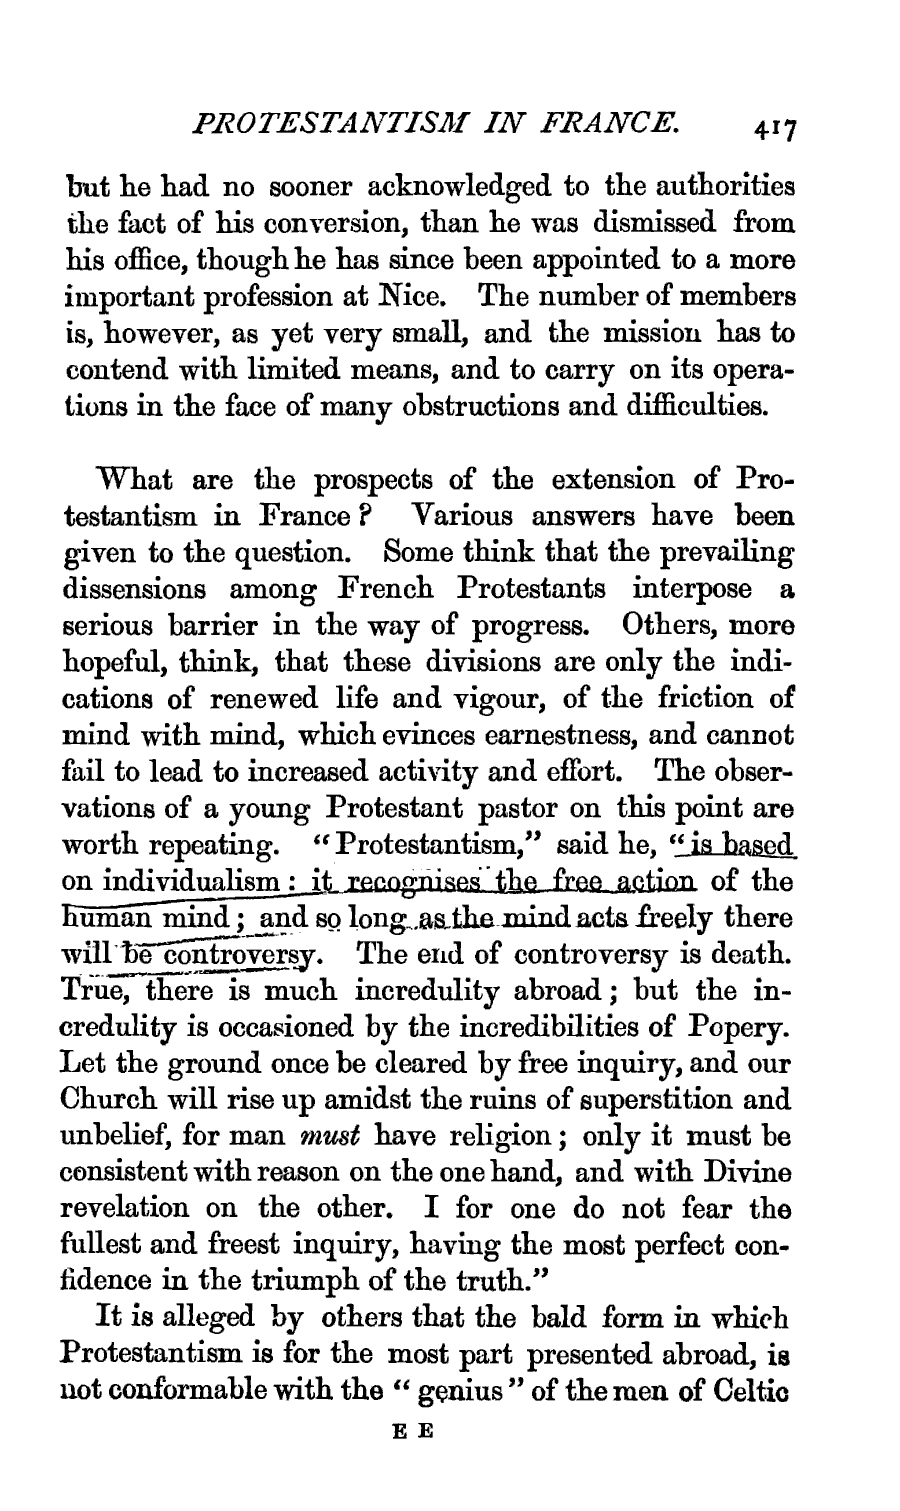 PROTESTANTISM IN FRANCE. 417
but he had no sooner acknowledged to the authorities
the fact of his conversion, than he was dismissed from
his office, though he has since been appointed to a more
important profession at Nice. The number of members
is, however, as yet very small, and the mission has to
contend with limited means, and to carry on its opera-
tions in the face of many obstructions and difficulties.
What are the prospects of the extension of Pro-
testantism in France? Various answers have been
given to the question. Some think that the prevailing
dissensions among French Protestants interpose a
serious barrier in the way of progress. Others, more
hopeful, think, that these divisions are only the indi-
cations of renewed life and vigour, of the friction of
mind with mind, which evinces earnestness, and cannot
fail to lead to increased activity and effort. The obser-
vations of a young Protestant pastor on this point are
worth repeating. “Protestantism,” said he, “is based
on individualism: it recognises the free action of the
human mind; and so long as the mind acts freely there
will be controversy. The end of controversy is death.
True, there is much incredulity abroad; but the in-
credulity is occasioned by the incredibilities of Popery.
Let the ground once be cleared by free inquiry, and our
Church will rise up amidst the ruins of superstition and
unbelief, for man must have religion; only it must be
consistent with reason on the one hand, and with Divine
revelation on the other. I for one do not fear the
fullest and freest inquiry, having the most perfect con-
fidence in the triumph of the truth.”
It is alleged by others that the bald form in which
Protestantism is for the most part presented abroad, is
not conformable with the “genius” of the men of Celtic
E E